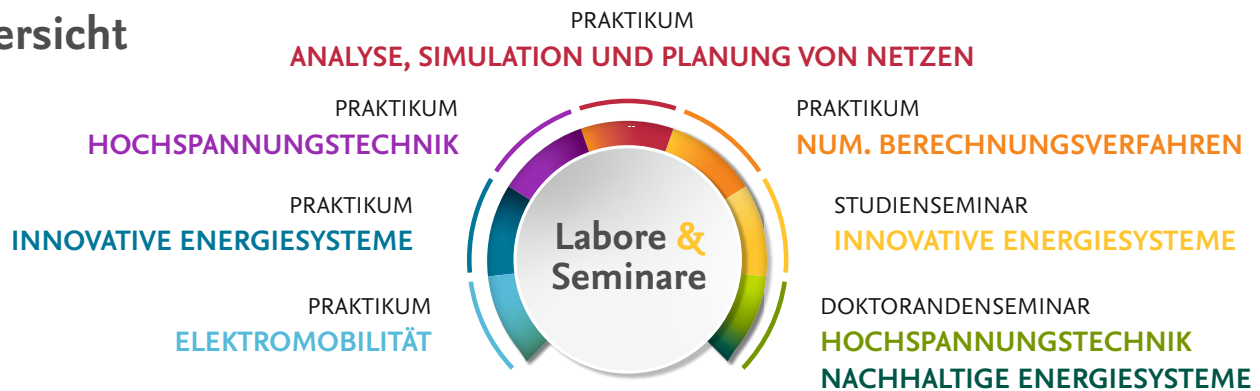 ersicht
PRAKTIKUM
ANALYSE, SIMULATION UND PLANUNG VON NETZEN
PRAKTIKUM
HOCHSPANNUNGSTECHNIK
PRAKTIKUM
NUM. BERECHNUNGSVERFAHREN
PRAKTIKUM
INNOVATIVE ENERGIESYSTEME
Labore &
Seminare
STUDIENSEMINAR
INNOVATIVE ENERGIESYSTEME
PRAKTIKUM
ELEKTROMOBILITÄT
DOKTORANDENSEMINAR
HOCHSPANNUNGSTECHNIK
NACHHALTIGE ENERGIESYSTEME